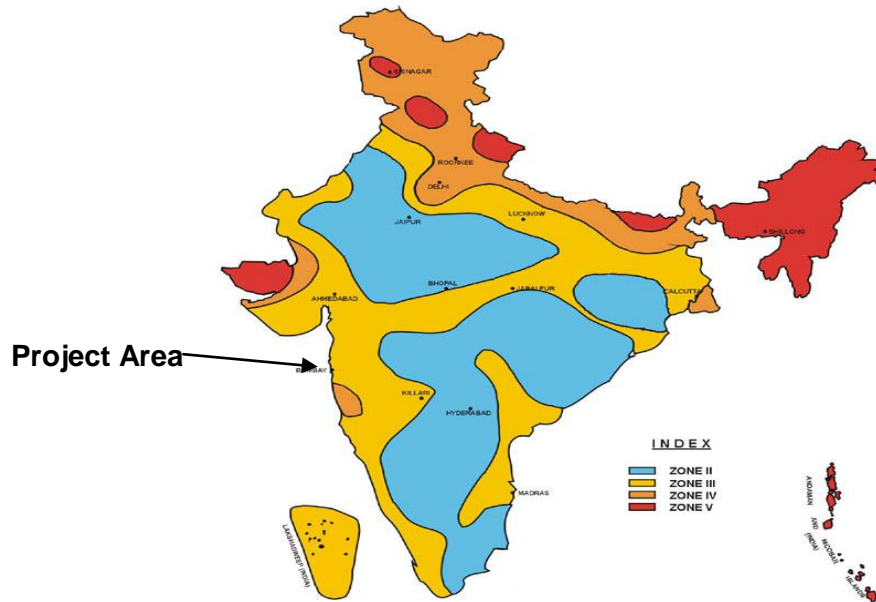 SRINAGAR
ROORKEE
DELHI
LUCKNOW
JAIPUR
SHILLONG
BHOPAL
JABALPUR
CALCUTTA
AHMEDABAD
Project Area
BOMBAY
KILLARI
HYDERABAD
MADRAS
INDEX
ZONE II
ZONE III
ZONE IV
ZONE V
LAKSHADWEEP (INDIA)
ANDAMAN
AND
NICOBAR
(INDIA)
ISLANDS